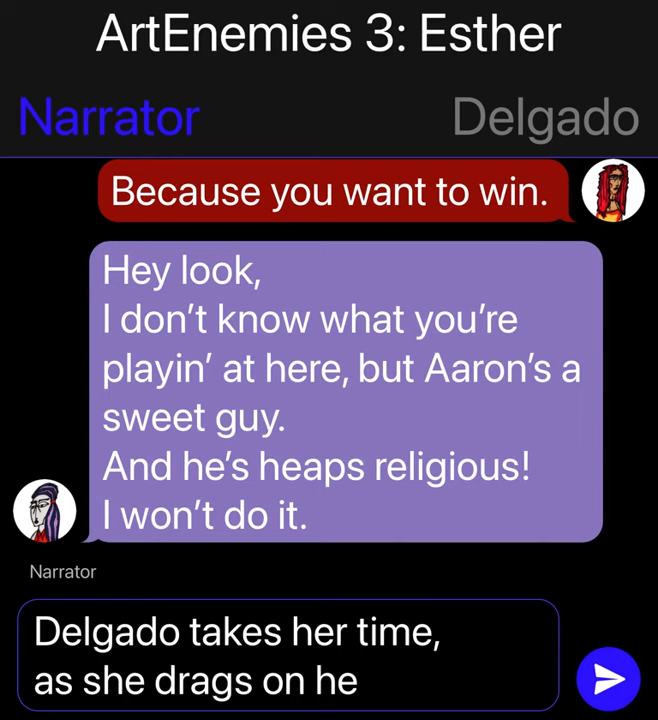 ArtEnemies 3: Esther
Narrator Delgado
Because you want to win.
Hey look,
I don't know what you're
playin' at here, but Aaron's a
sweet guy.
And he's heaps religious!
I won't do it.
Narrator
Delgado takes her time,
as she drags on he